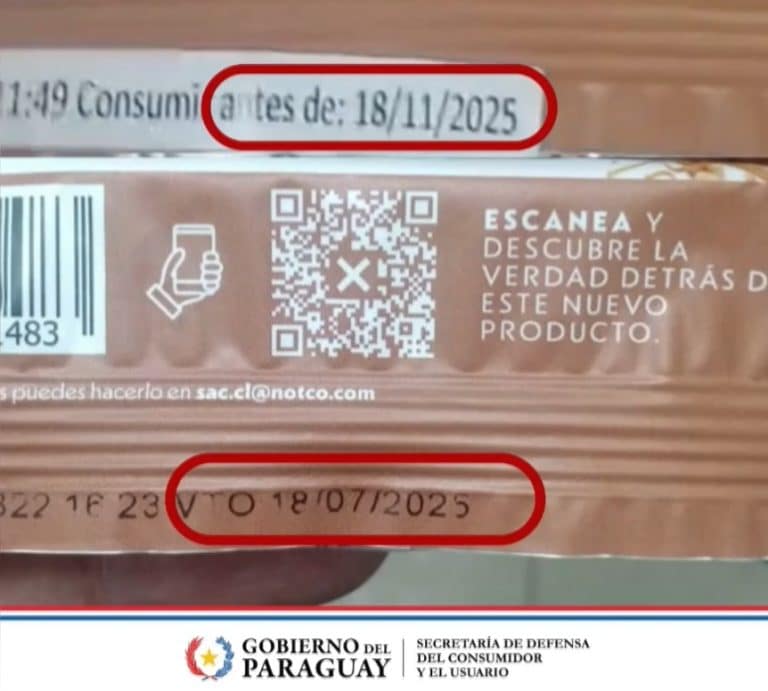 11:49 Consumir antes de: 18/11/2025
ESCANEA Y
DESCUBRE LA
VERDAD DETRÁS D
ESTE NUEVO
PRODUCTO.
483
s puedes hacerlo en sac.cl@notco.com
322 16 23 VTO 18/07/2025
GOBIERNO DEL
PARAGUAY
SECRETARÍA DE DEFENSA
DEL CONSUMIDOR
Y EL USUARIO